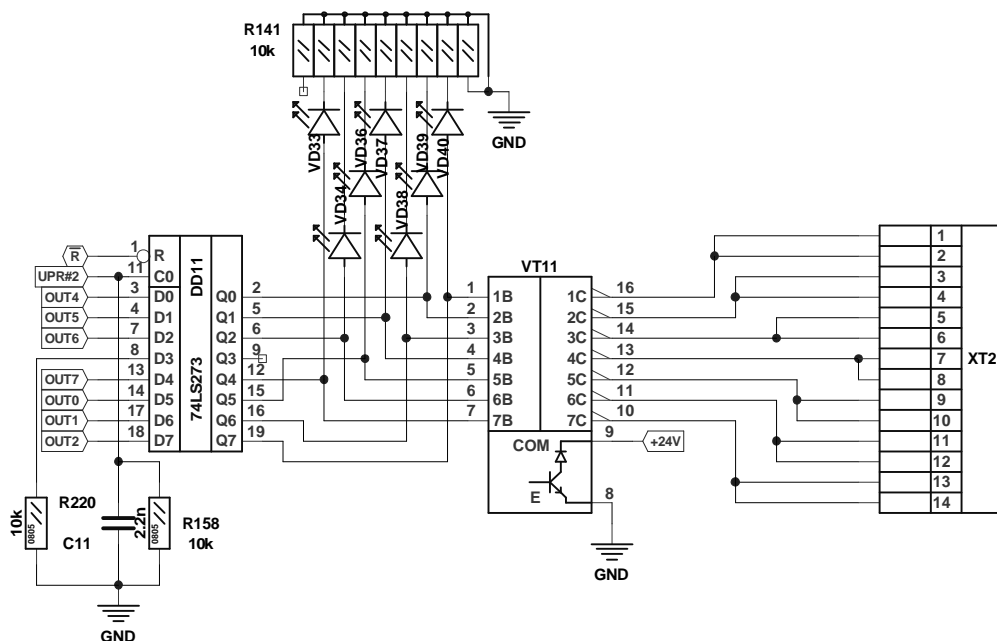 R141
10k
GND
VD33
VD34
VD36
VD37
VD38
VD39
VD40
R
UPR#2
OUT4
OUT5
OUT6
OUT7
OUT0
OUT1
OUT2
1
11
3
4
7
8
13
14
17
18
R
C0
D0
D1
D2
D3
D4
D5
D6
D7
DD11
74LS273
Q0
Q1
Q2
Q3
Q4
Q5
Q6
Q7
2
5
6
9
12
15
16
19
VT11
1
2
3
4
5
6
7
1B
2B
3B
4B
5B
6B
7B
1C
2C
3C
4C
5C
6C
7C
16
15
14
13
12
11
10
COM
9
+24V
E
8
GND
1
2
3
4
5
6
7
8
9
10
11
12
13
14
XT2
10k
0805
R220
C11
2.2n
0805
R158
10k
GND